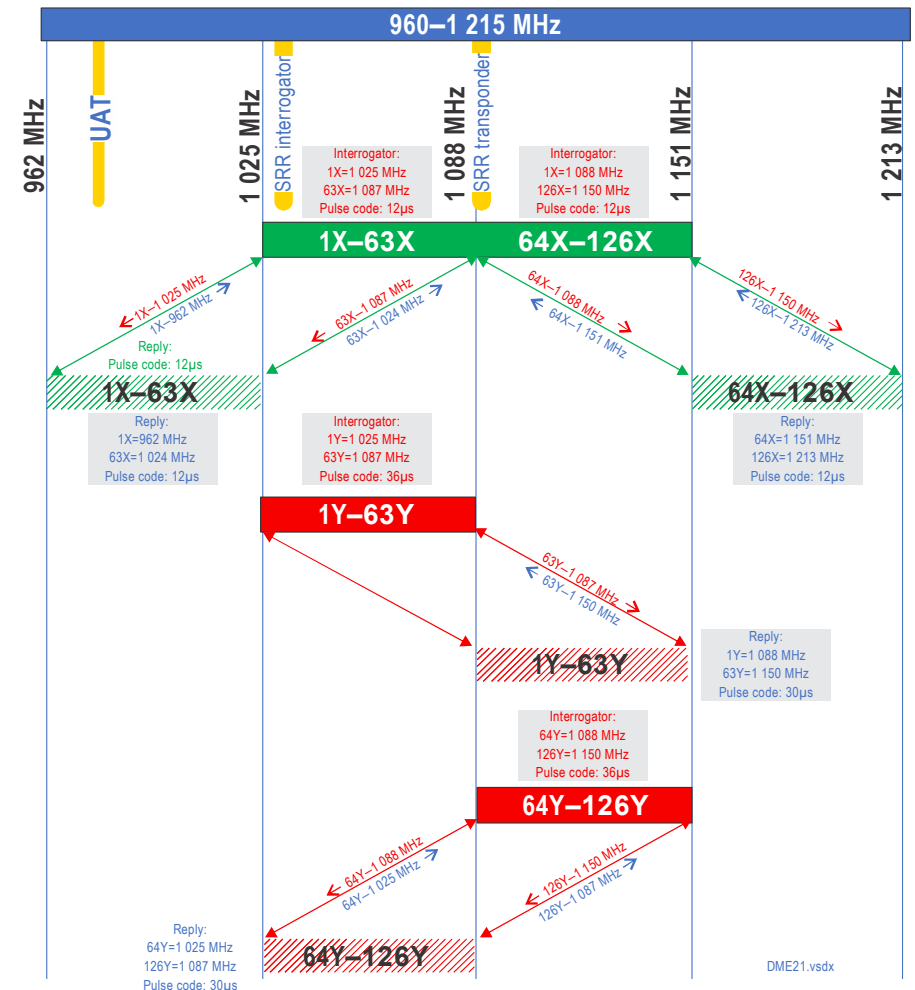 960–1 215 MHz
962 MHz
UAT
1 025 MHz
SRR interrogator
1 088 MHz
SRR transponder
1 151 MHz
1 213 MHz
Interrogator:
1X=1 025 MHz
63X=1 087 MHz
Pulse code: 12µs
Interrogator:
1X=1 088 MHz
126X=1 150 MHz
Pulse code: 12µs
1X–63X
64X–126X
1X–1 025 MHz
1X–962 MHz
63X–1 087 MHz
63X–1 024 MHz
64X–1 088 MHz
64X–1 151 MHz
126X–1 150 MHz
126X–1 213 MHz
Reply:
Pulse code: 12µs
1X–63X
64X–126X
Reply:
1X=962 MHz
63X=1 024 MHz
Pulse code: 12µs
Interrogator:
1Y=1 025 MHz
63Y=1 087 MHz
Pulse code: 36µs
Reply:
64X=1 151 MHz
126X=1 213 MHz
Pulse code: 12µs
1Y–63Y
63Y–1 087 MHz
63Y–1 150 MHz
1Y–63Y
Reply:
1Y=1 088 MHz
63Y=1 150 MHz
Pulse code: 30µs
Interrogator:
64Y=1 088 MHz
126Y=1 150 MHz
Pulse code: 36µs
64Y–126Y
64Y–1 088 MHz
64Y–1 025 MHz
126Y–1 150 MHz
126Y–1 087 MHz
Reply:
64Y=1 025 MHz
126Y=1 087 MHz
Pulse code: 30µs
64Y–126Y
DME21.vsdx